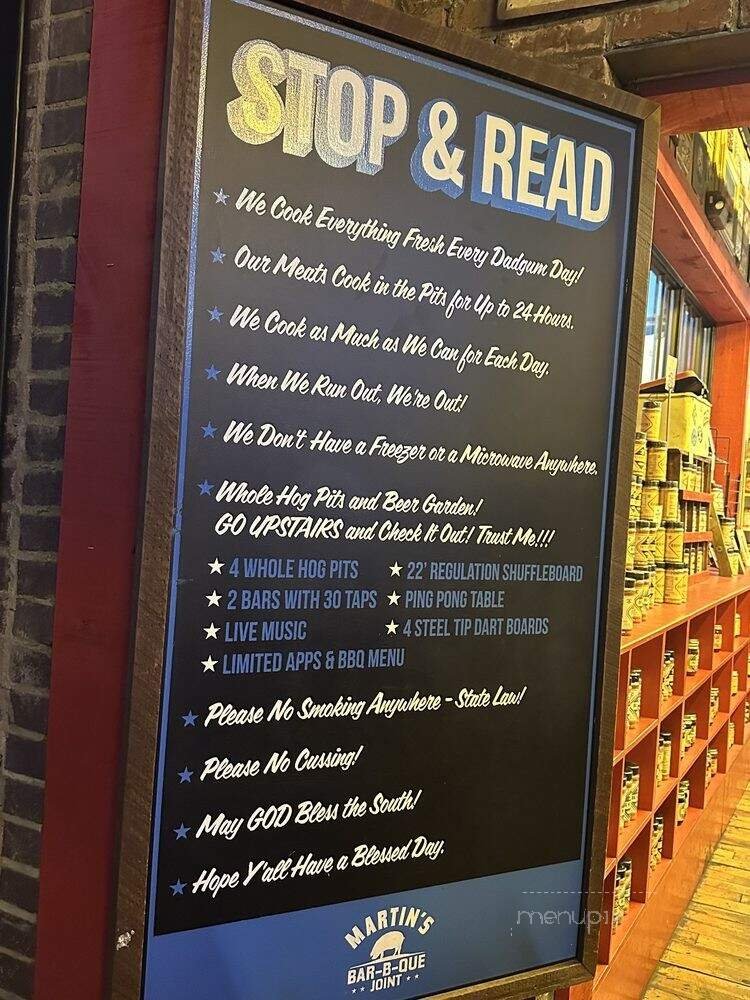 STOP & READ
We Cook Everything Fresh Every Dadgum Day!
Our Meats Cook in the Pits for Up to 24 Hours.
We Cook as Much as We Can for Each Day.
When We Run Out, We're Out!
We Don't Have a Freezer or a Microwave Anywhere.
Whole Hog Pits and Beer Garden!
GO UPSTAIRS and Check It Out! Trust Me!!!
4 WHOLE HOG PITS
2 BARS WITH 30 TAPS
LIVE MUSIC
LIMITED APPS & BBQ MENU
22' REGULATION SHUFFLEBOARD
PING PONG TABLE
4 STEEL TIP DART BOARDS
Please No Smoking Anywhere - State Law!
Please No Cussing!
May GOD Bless the South!
Hope Y'all Have a Blessed Day.
MARTIN'S
BAR-B-QUE
JOINT